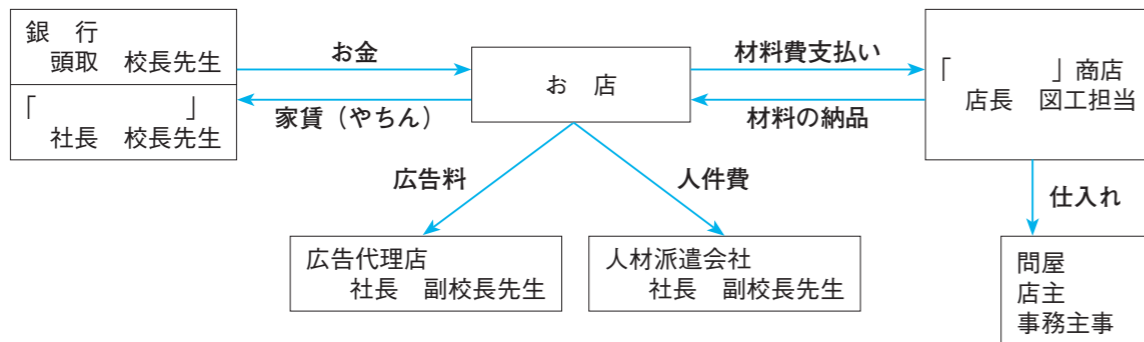 銀　行
頭取　校長先生
「　　　　　」
社長　校長先生
お金
家賃（やちん）
お　店
材料費支払い
材料の納品
「　　　　」商店
店長　図工担当
広告料
人件費
仕入れ
広告代理店
社長　副校長先生
人材派遣会社
社長　副校長先生
問屋
店主
事務主事